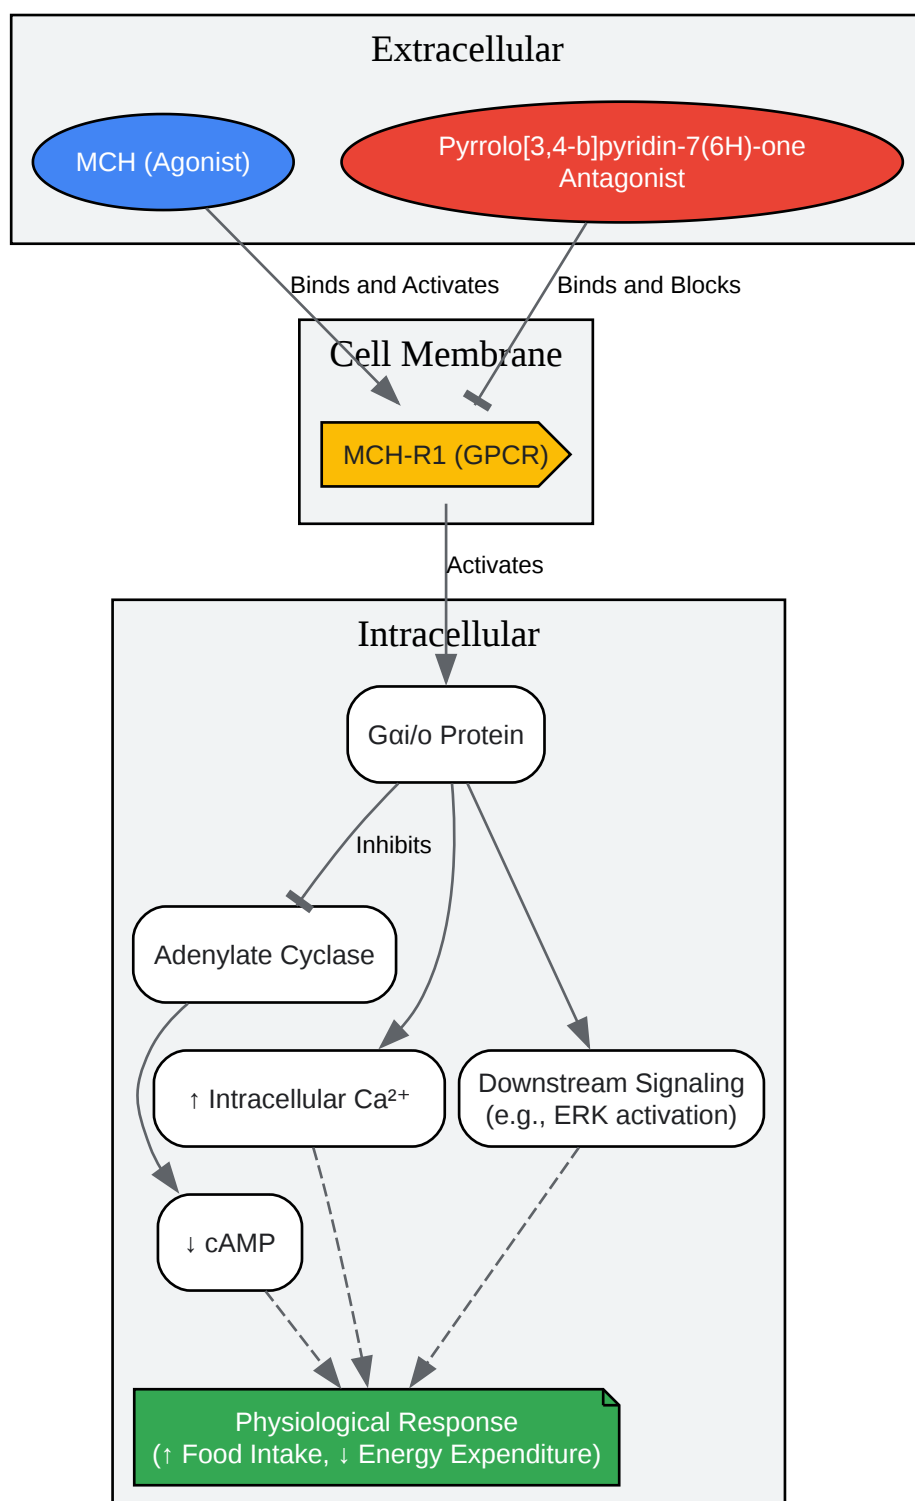 Extracellular
MCH (Agonist)
Pyrrolo[3,4-b]pyridin-7(6H)-one
Antagonist
Binds and Activates
Binds and Blocks
Cell Membrane
MCH-R1 (GPCR)
Activates
Intracellular
Gαi/o Protein
Inhibits
Adenylate Cyclase
↑ Intracellular Ca²⁺
Downstream Signaling
(e.g., ERK activation)
↓ cAMP
Physiological Response
(↑ Food Intake, ↓ Energy Expenditure)